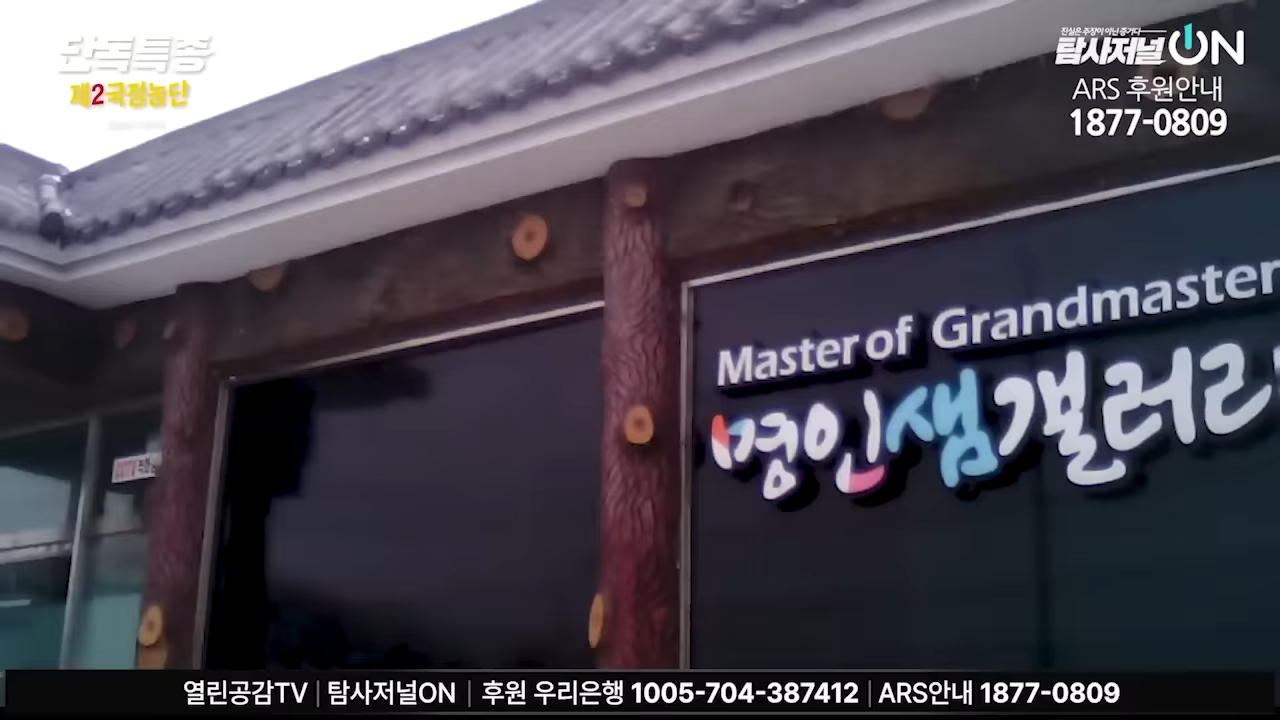 단독특종
제2국정농단
진실은 주장이 아닌 증거다
탐사저널ON
ARS 후원안내
1877-0809
Master of Grandmaster
명인샘갤러리
CCTV
열린공감TV | 탐사저널ON | 후원 우리은행 1005-704-387412 | ARS안내 1877-0809